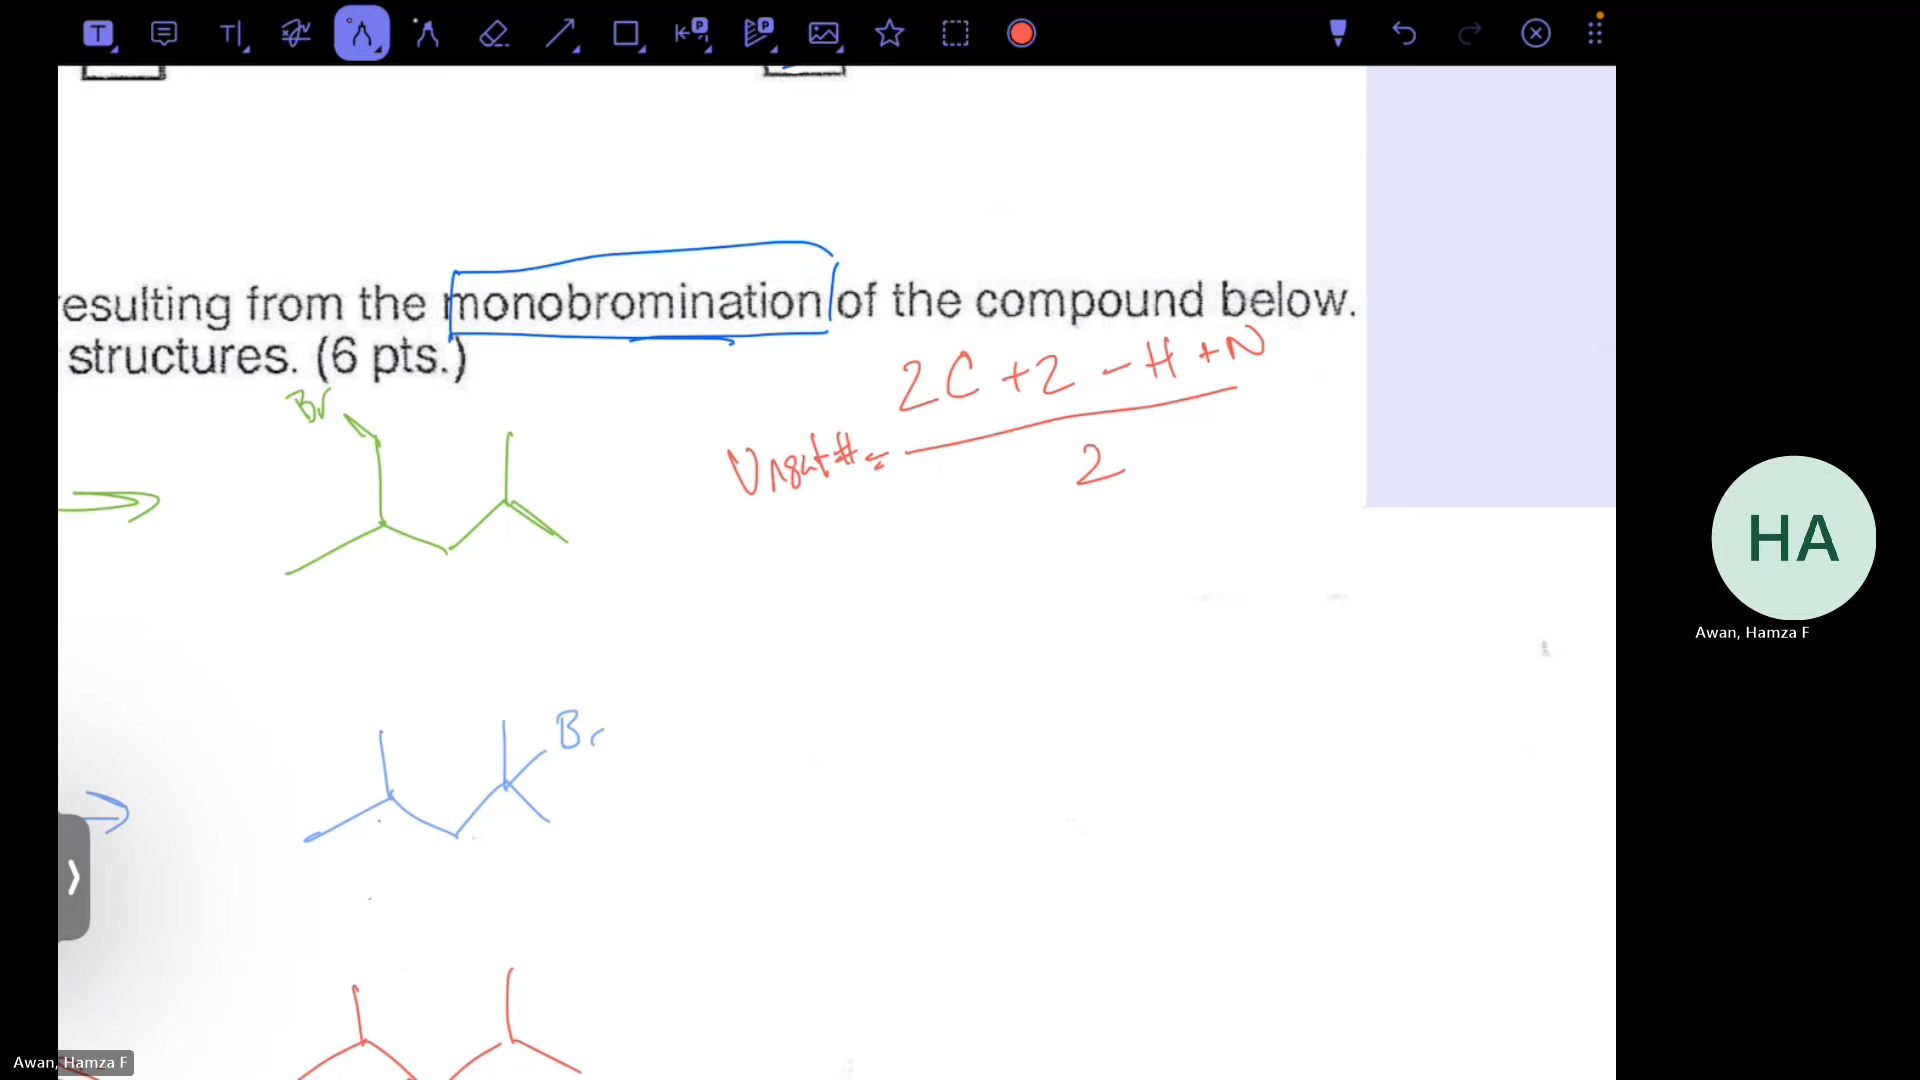 esulting from the monobromination of the compound below.
structures. (6 pts.)
Br
2C+2-H+N
Unsat#=
2
HA
Awan, Hamza F
Br
Awan, Hamza F